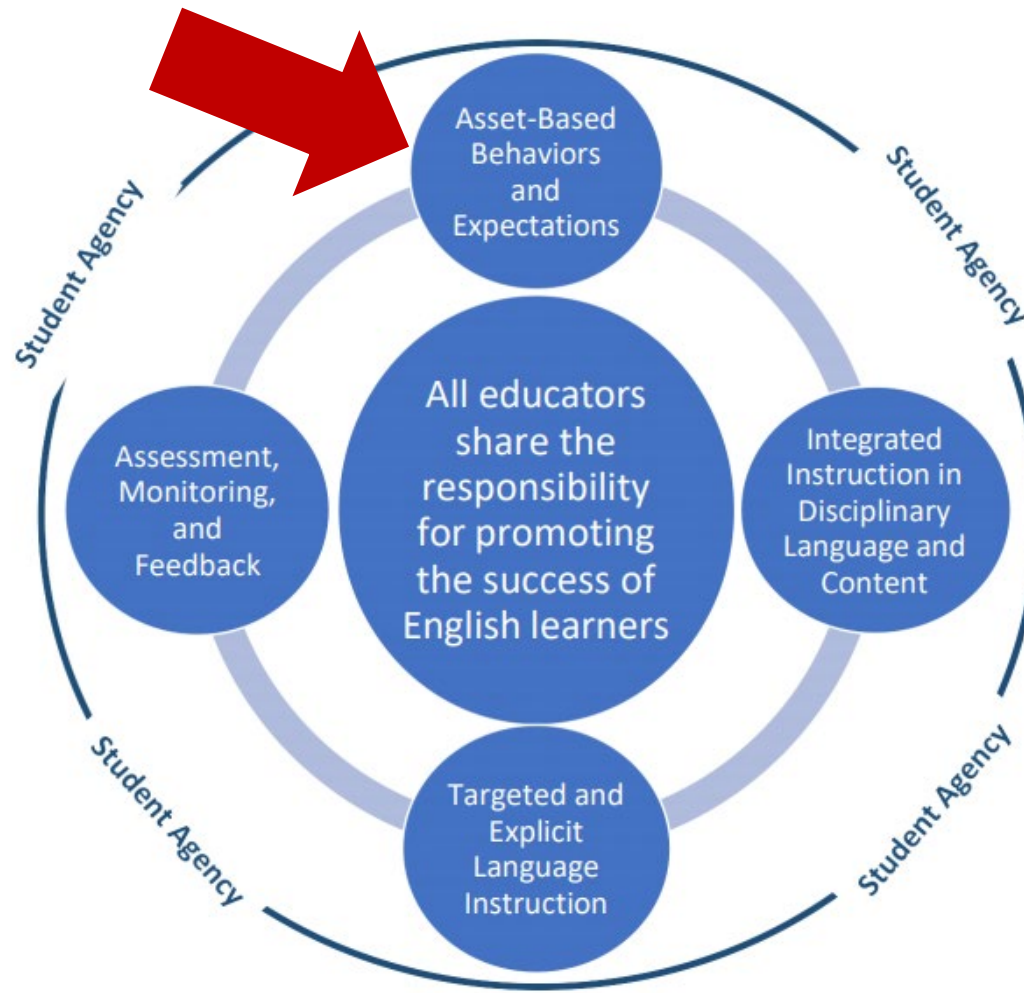 Asset-Based
Behaviors
and
Expectations
Student Agency
Student Agency
All educators
share the
responsibility
for promoting
the success of
English learners
Assessment,
Monitoring,
and
Feedback
Integrated
Instruction in
Disciplinary
Language and
Content
Targeted and
Explicit
Language
Instruction
Student Agency
Student Agency